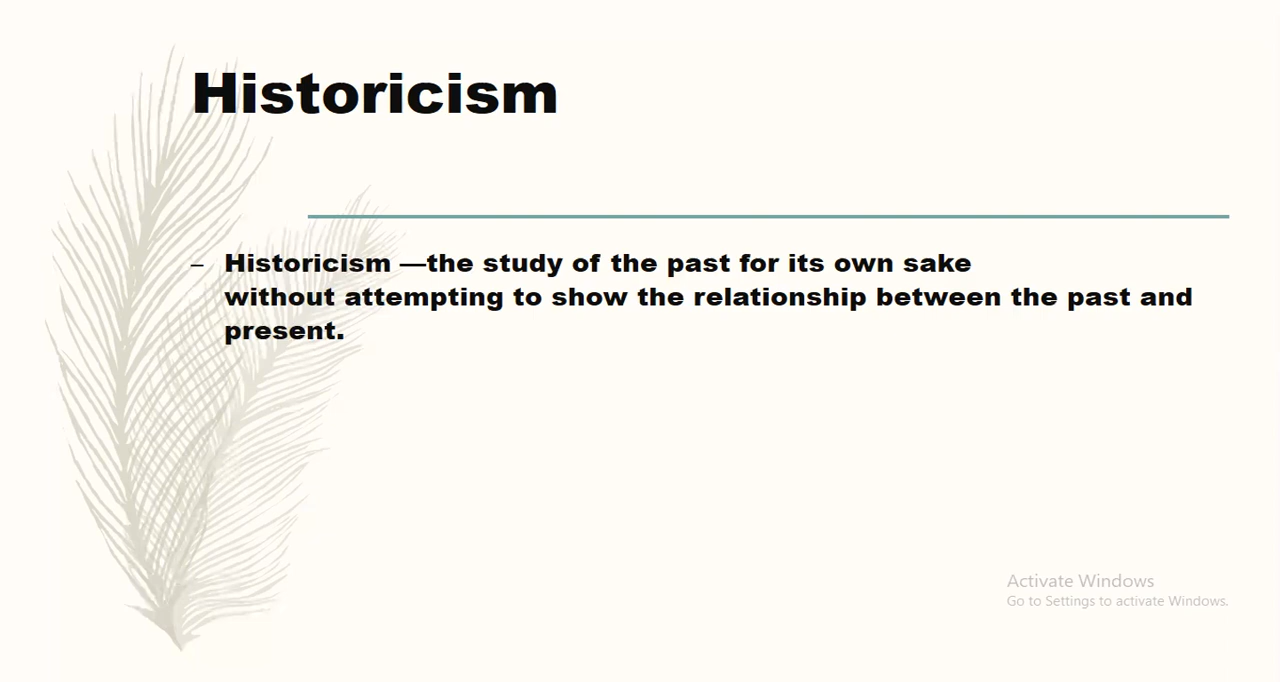 Historicism
– Historicism —the study of the past for its own sake
without attempting to show the relationship between the past and
present.
Activate Windows
Go to Settings to activate Windows.